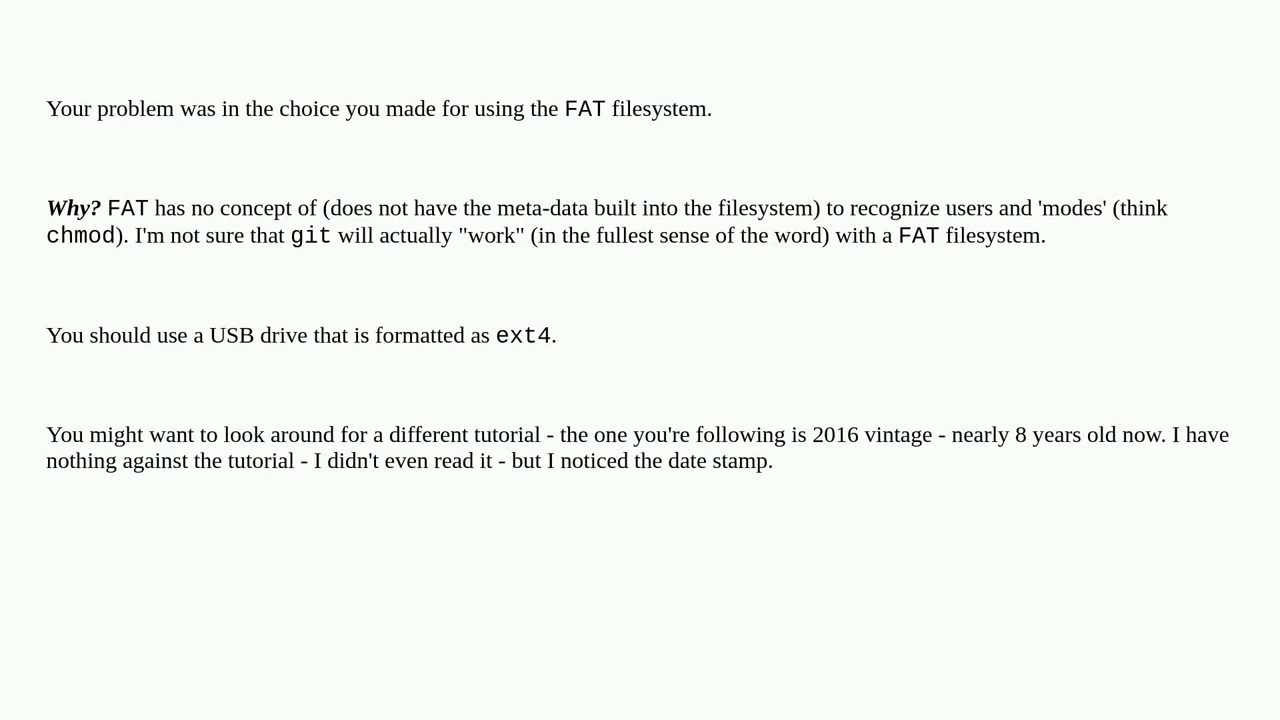 Your problem was in the choice you made for using the FAT filesystem.
Why? FAT has no concept of (does not have the meta-data built into the filesystem) to recognize users and 'modes' (think
chmod). I'm not sure that git will actually "work" (in the fullest sense of the word) with a FAT filesystem.
You should use a USB drive that is formatted as ext4.
You might want to look around for a different tutorial - the one you're following is 2016 vintage - nearly 8 years old now. I have
nothing against the tutorial - I didn't even read it - but I noticed the date stamp.